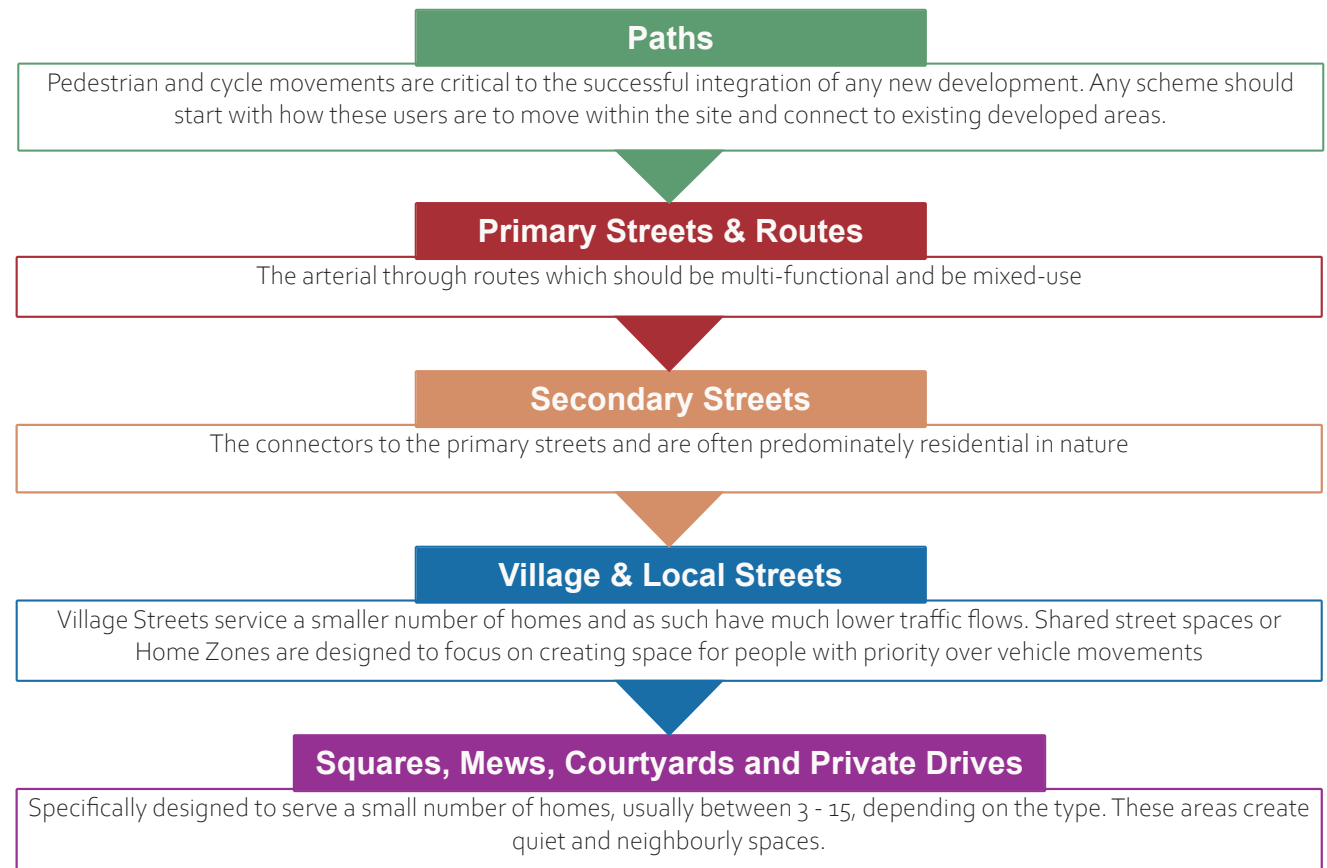 Paths
Pedestrian and cycle movements are critical to the successful integration of any new development. Any scheme should
start with how these users are to move within the site and connect to existing developed areas.
Primary Streets & Routes
The arterial through routes which should be multi-functional and be mixed-use
Secondary Streets
The connectors to the primary streets and are often predominately residential in nature
Village & Local Streets
Village Streets service a smaller number of homes and as such have much lower traffic flows. Shared street spaces or
Home Zones are designed to focus on creating space for people with priority over vehicle movements
Squares, Mews, Courtyards and Private Drives
Specifically designed to serve a small number of homes, usually between 3 - 15, depending on the type. These areas create
quiet and neighbourly spaces.